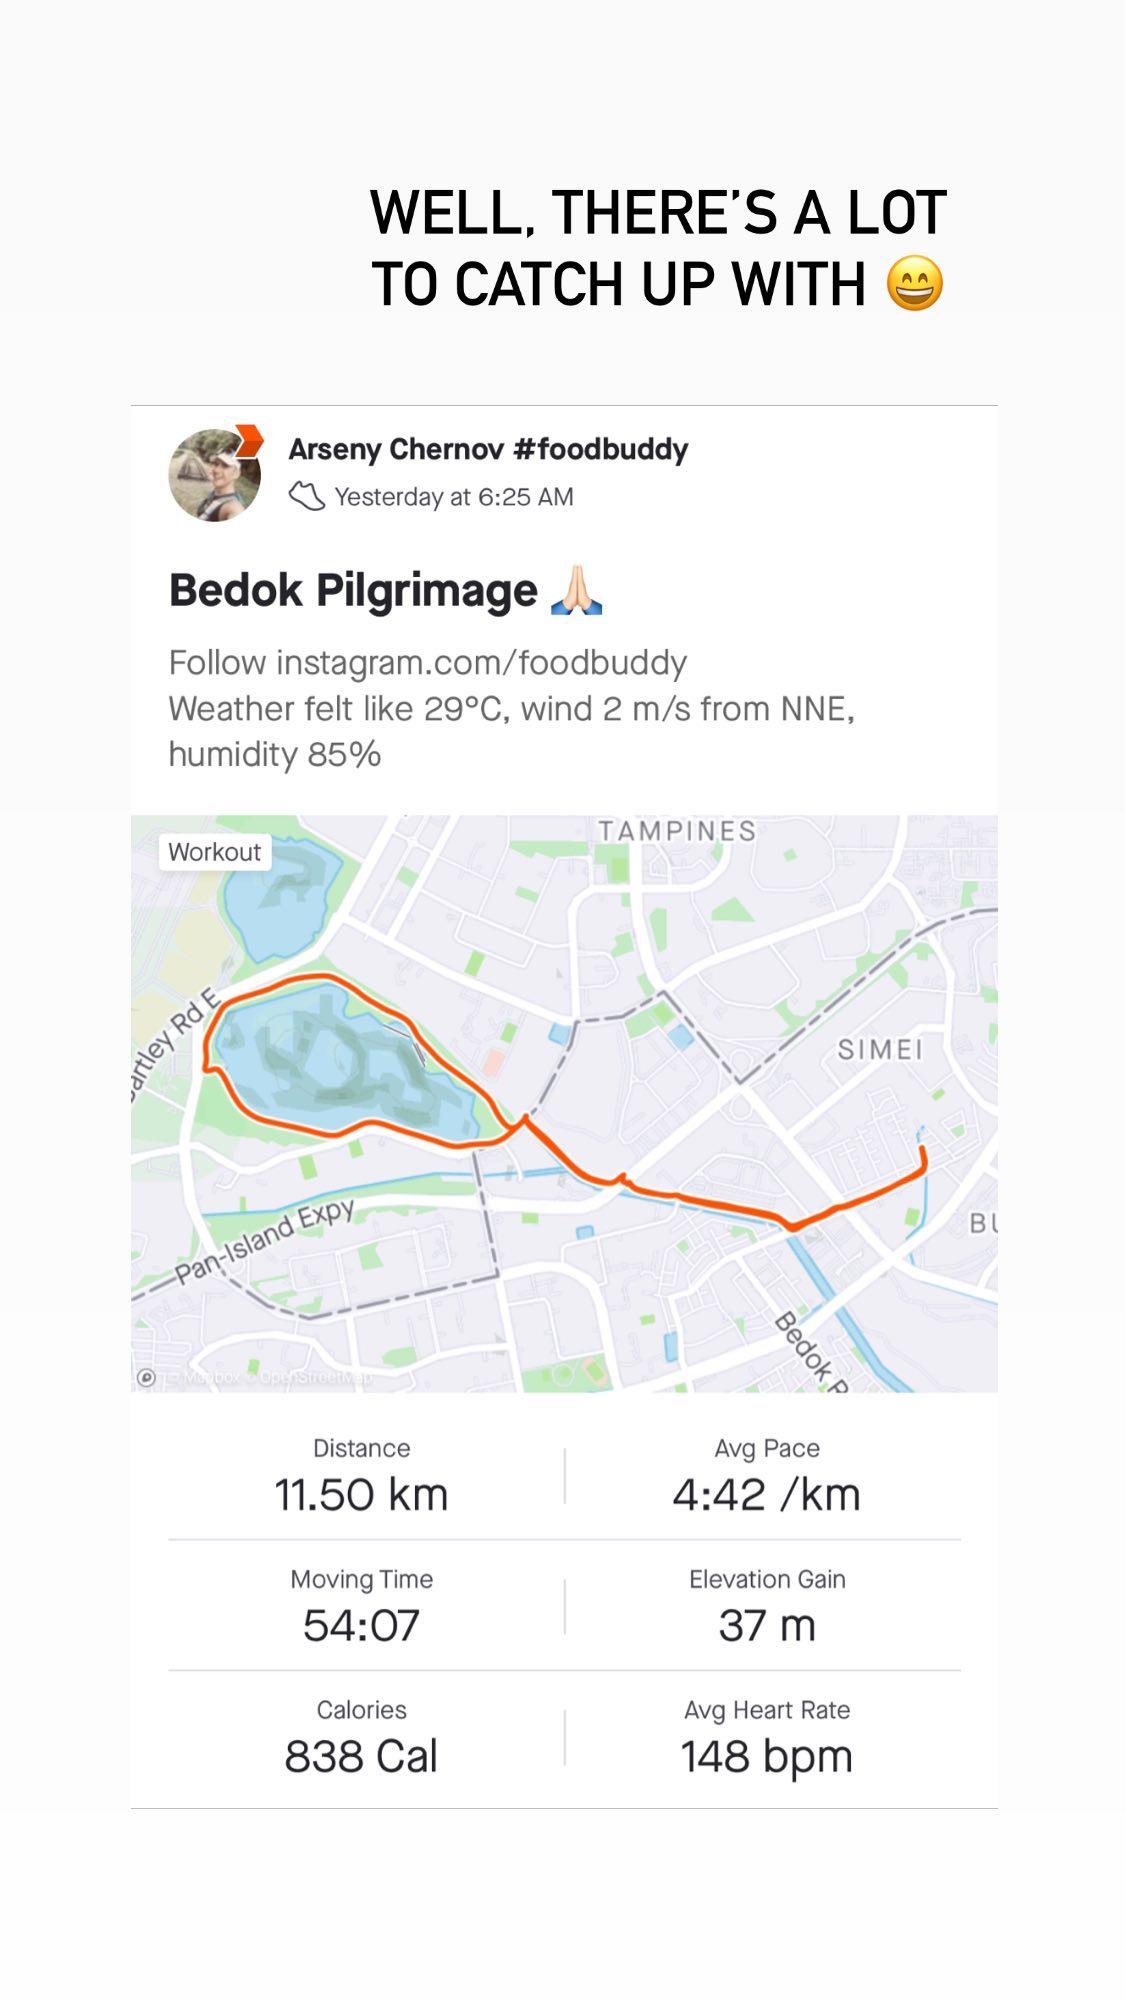 WELL, THERE'S A LOT
TO CATCH UP WITH 😄
Arseny Chernov #foodbuddy
Yesterday at 6:25 AM
Bedok Pilgrimage 🙏🏻
Follow instagram.com/foodbuddy
Weather felt like 29°C, wind 2 m/s from NNE,
humidity 85%
Workout
TAMPINES
artley Rd E
SIMEI
BU
Pan-Island Expy
Bedok R
Mapbox © OpenStreetMap
Distance
11.50 km
Avg Pace
4:42 /km
Moving Time
54:07
Elevation Gain
37 m
Calories
838 Cal
Avg Heart Rate
148 bpm